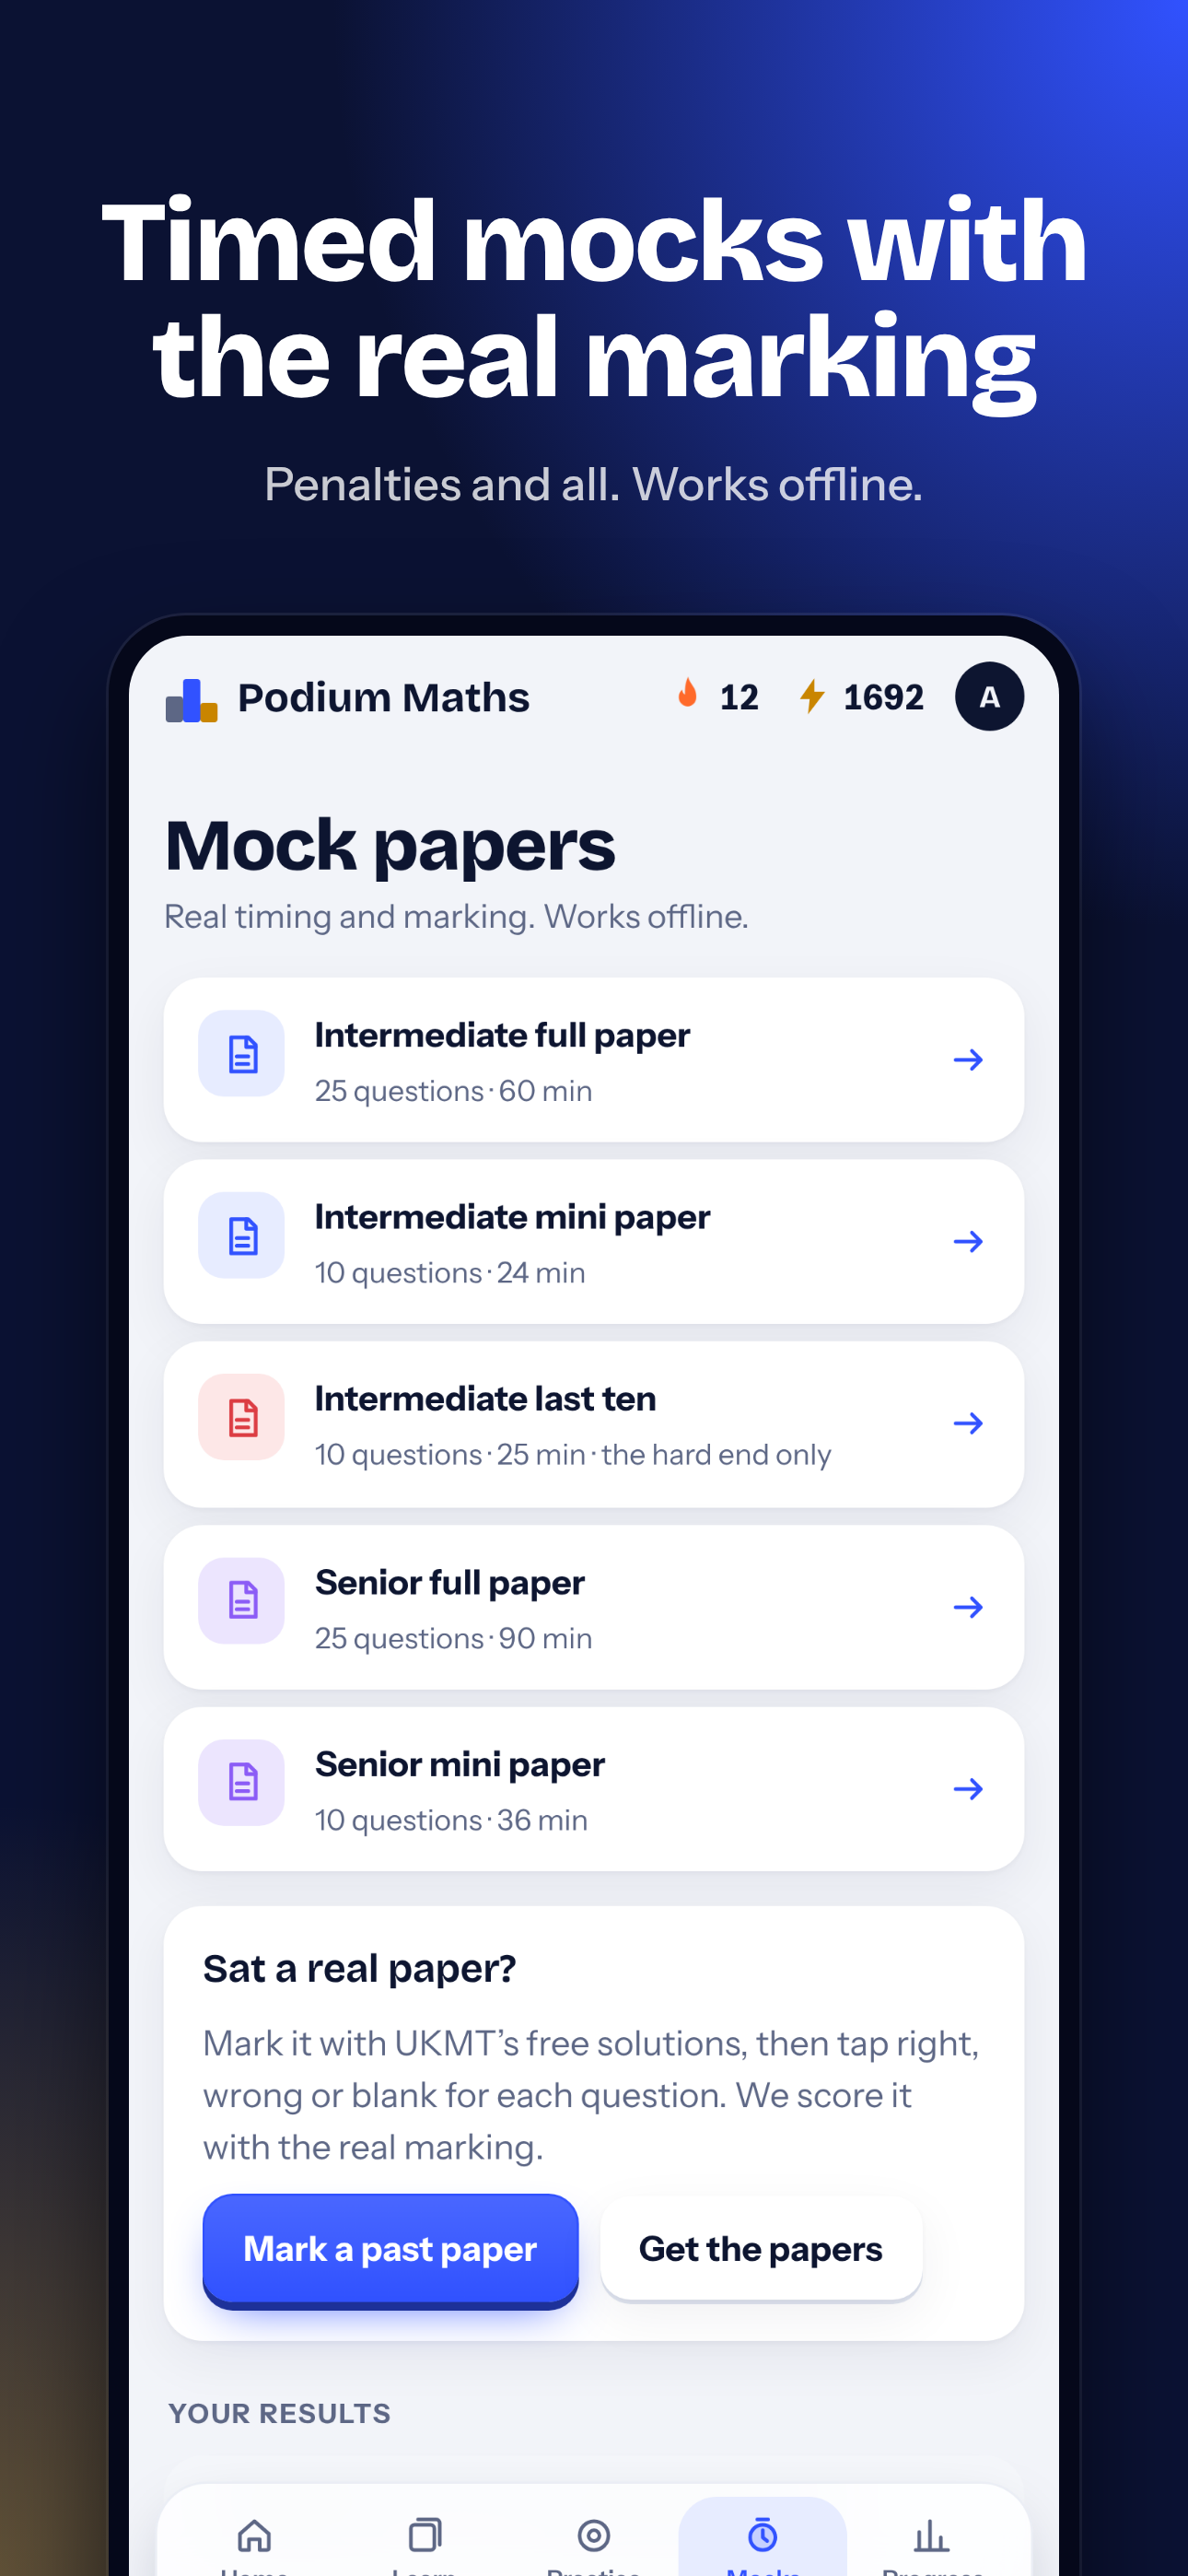 Timed mocks with
the real marking
Penalties and all. Works offline.
Podium Maths
12
1692
A
Mock papers
Real timing and marking. Works offline.
Intermediate full paper
25 questions · 60 min
Intermediate mini paper
10 questions · 24 min
Intermediate last ten
10 questions · 25 min · the hard end only
Senior full paper
25 questions · 90 min
Senior mini paper
10 questions · 36 min
Sat a real paper?
Mark it with UKMT’s free solutions, then tap right,
wrong or blank for each question. We score it
with the real marking.
Mark a past paper
Get the papers
YOUR RESULTS
Home Learn Practice Mocks Progress